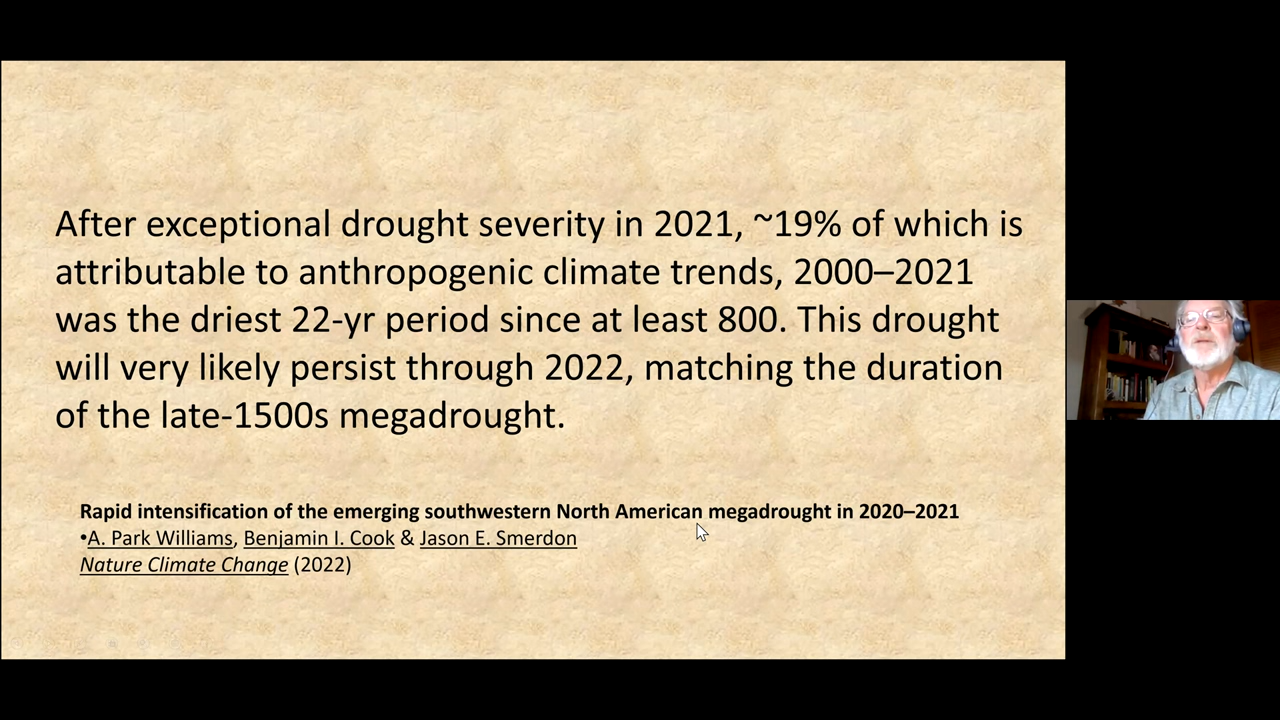 After exceptional drought severity in 2021, ~19% of which is
attributable to anthropogenic climate trends, 2000–2021
was the driest 22-yr period since at least 800. This drought
will very likely persist through 2022, matching the duration
of the late-1500s megadrought.
Rapid intensification of the emerging southwestern North American megadrought in 2020–2021
•A. Park Williams, Benjamin I. Cook & Jason E. Smerdon
Nature Climate Change (2022)